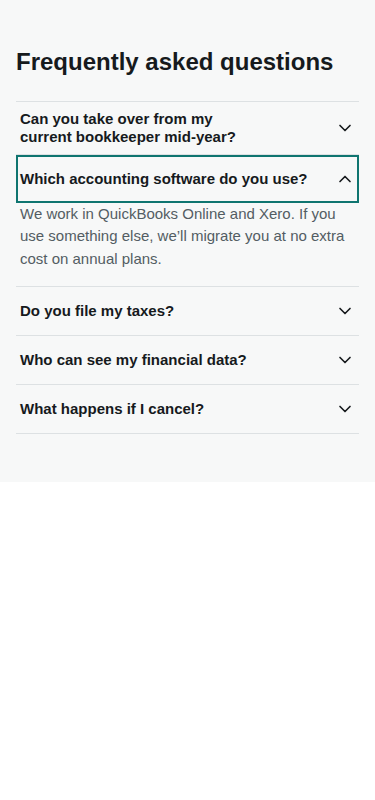 Frequently asked questions
Can you take over from my
current bookkeeper mid-year?
Which accounting software do you use?
We work in QuickBooks Online and Xero. If you
use something else, we’ll migrate you at no extra
cost on annual plans.
Do you file my taxes?
Who can see my financial data?
What happens if I cancel?